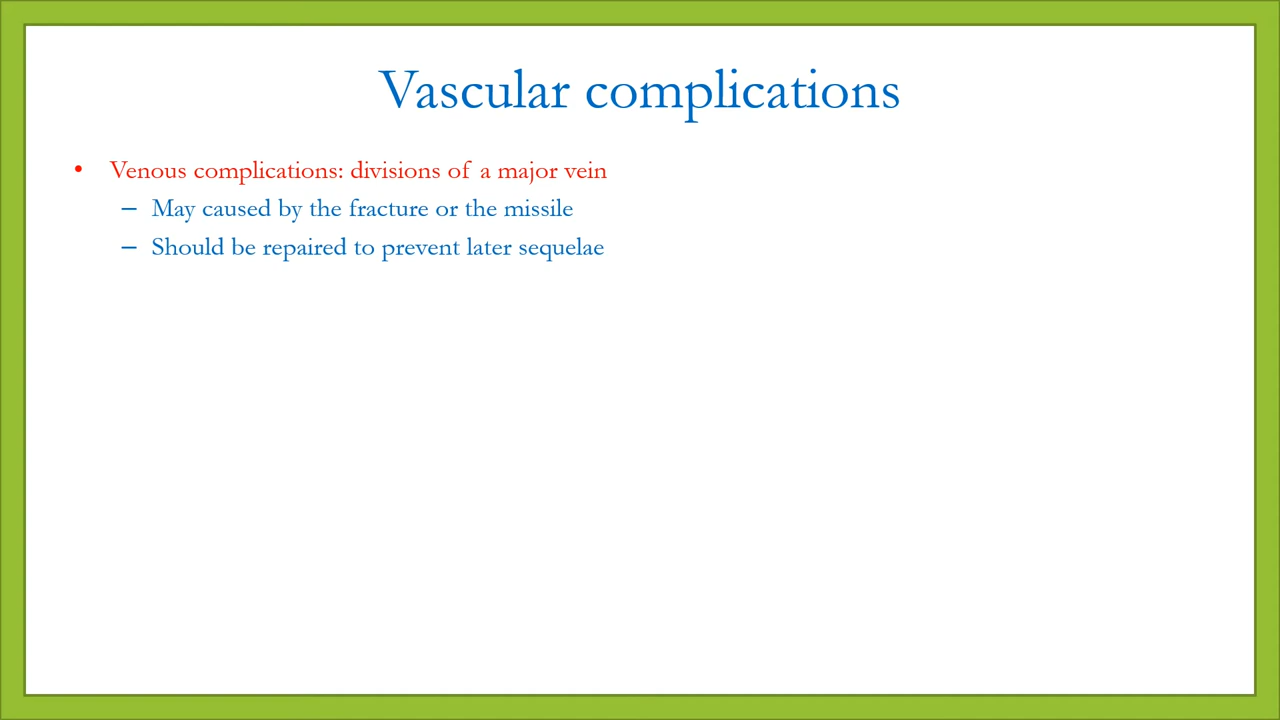 Vascular complications
• Venous complications: divisions of a major vein
– May caused by the fracture or the missile
– Should be repaired to prevent later sequelae